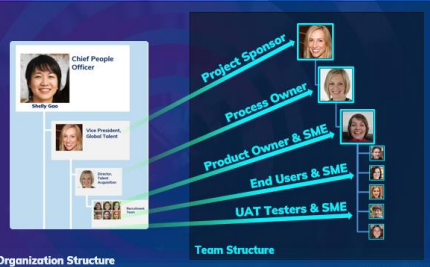 Chief People
Officer
Shelly Gao
Vice President,
Global Talent
Director,
Talent
Acquisition
Recruitment
Team
Organization Structure
Project Sponsor
Process Owner
Product Owner & SME
End Users & SME
UAT Testers & SME
Team Structure